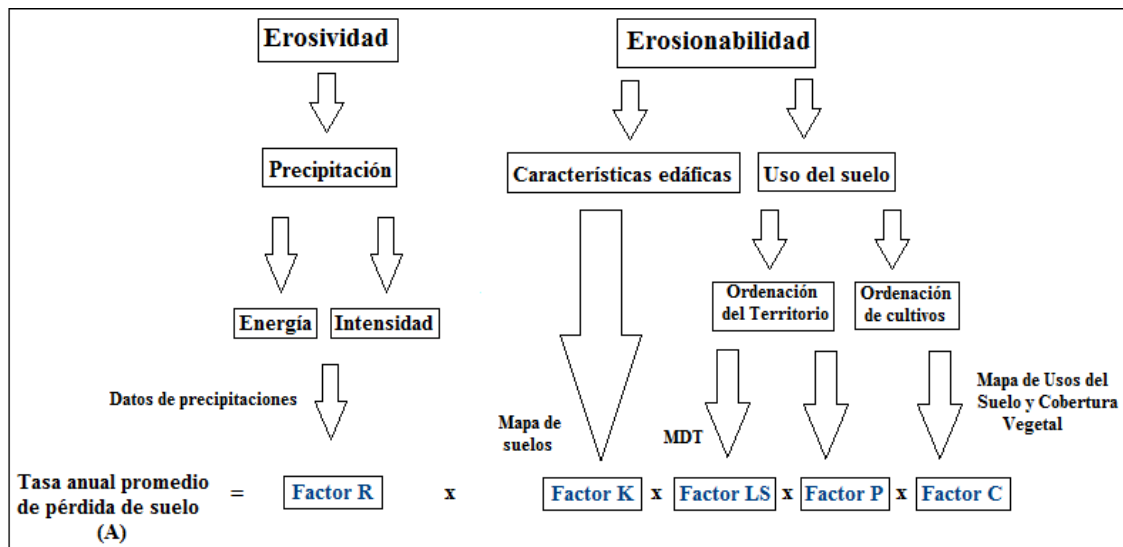 Erosividad
Erosionabilidad
Precipitación
Características edáficas
Uso del suelo
Energía
Intensidad
Ordenación
del Territorio
Ordenación
de cultivos
Datos de precipitaciones
Mapa de
suelos
MDT
Mapa de Usos del
Suelo y Cobertura
Vegetal
Tasa anual promedio
de pérdida de suelo
(A)
= Factor R x Factor K x Factor LS x Factor P x Factor C